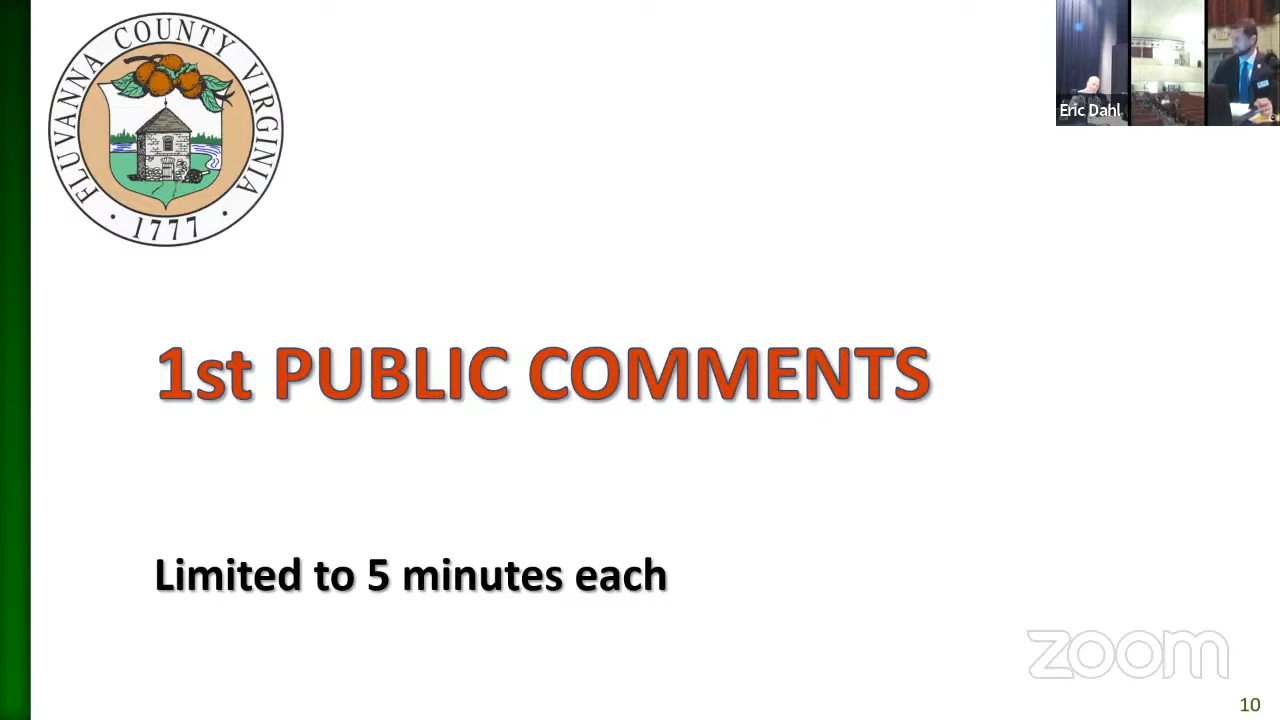 FLUVANNA COUNTY VIRGINIA
· 1777 ·
Eric Dahl
1st PUBLIC COMMENTS
Limited to 5 minutes each
zoom
10